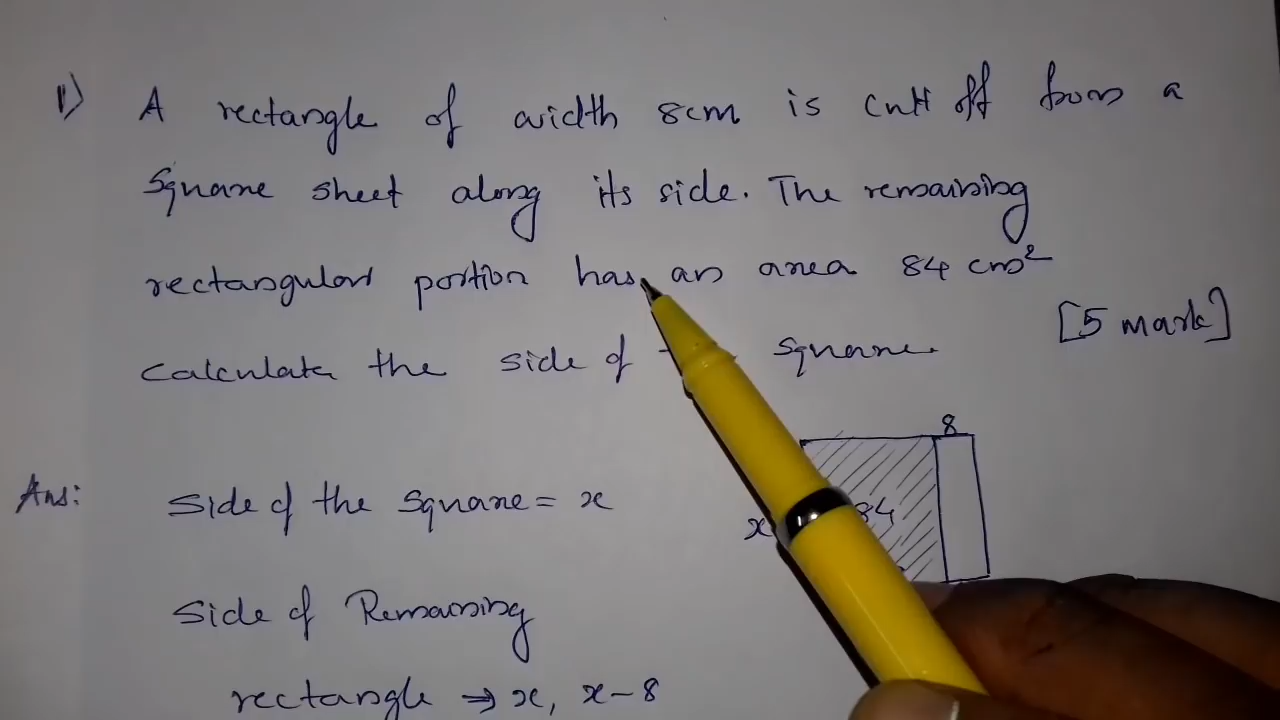 1) A rectangle of width 8cm is cutt off from a
square sheet along its side. The remaining
rectangular portion has an area 84 cm²
[5 mark]
calculate the side of square.
8
Ans: Side of the square = x
x 84
Side of Remaining
rectangle ⇒ x, x-8